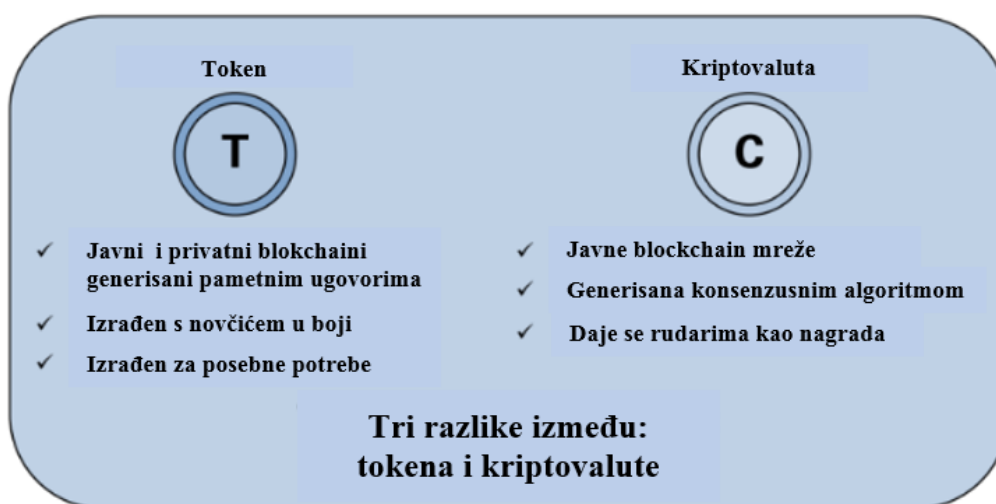 Token
T
Javni i privatni blokchaini
generisani pametnim ugovorima
Izrađen s novčićem u boji
Izrađen za posebne potrebe
Kriptovaluta
C
Javne blockchain mreže
Generisana konsenzusnim algoritmom
Daje se rudarima kao nagrada
Tri razlike između:
tokena i kriptovalute